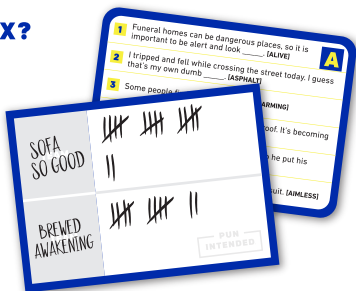 X?
1 Funeral homes can be dangerous places, so it is
important to be alert and look _____. [ALIVE]
A
2 I tripped and fell while crossing the street today. I guess
that's my own dumb _____. [ASPHALT]
3 Some people
ARMING]
oof. It's becoming
he put his
suit. [AIMLESS]
SOFA
SO GOOD
BREWED
AWAKENING
PUN
INTENDED